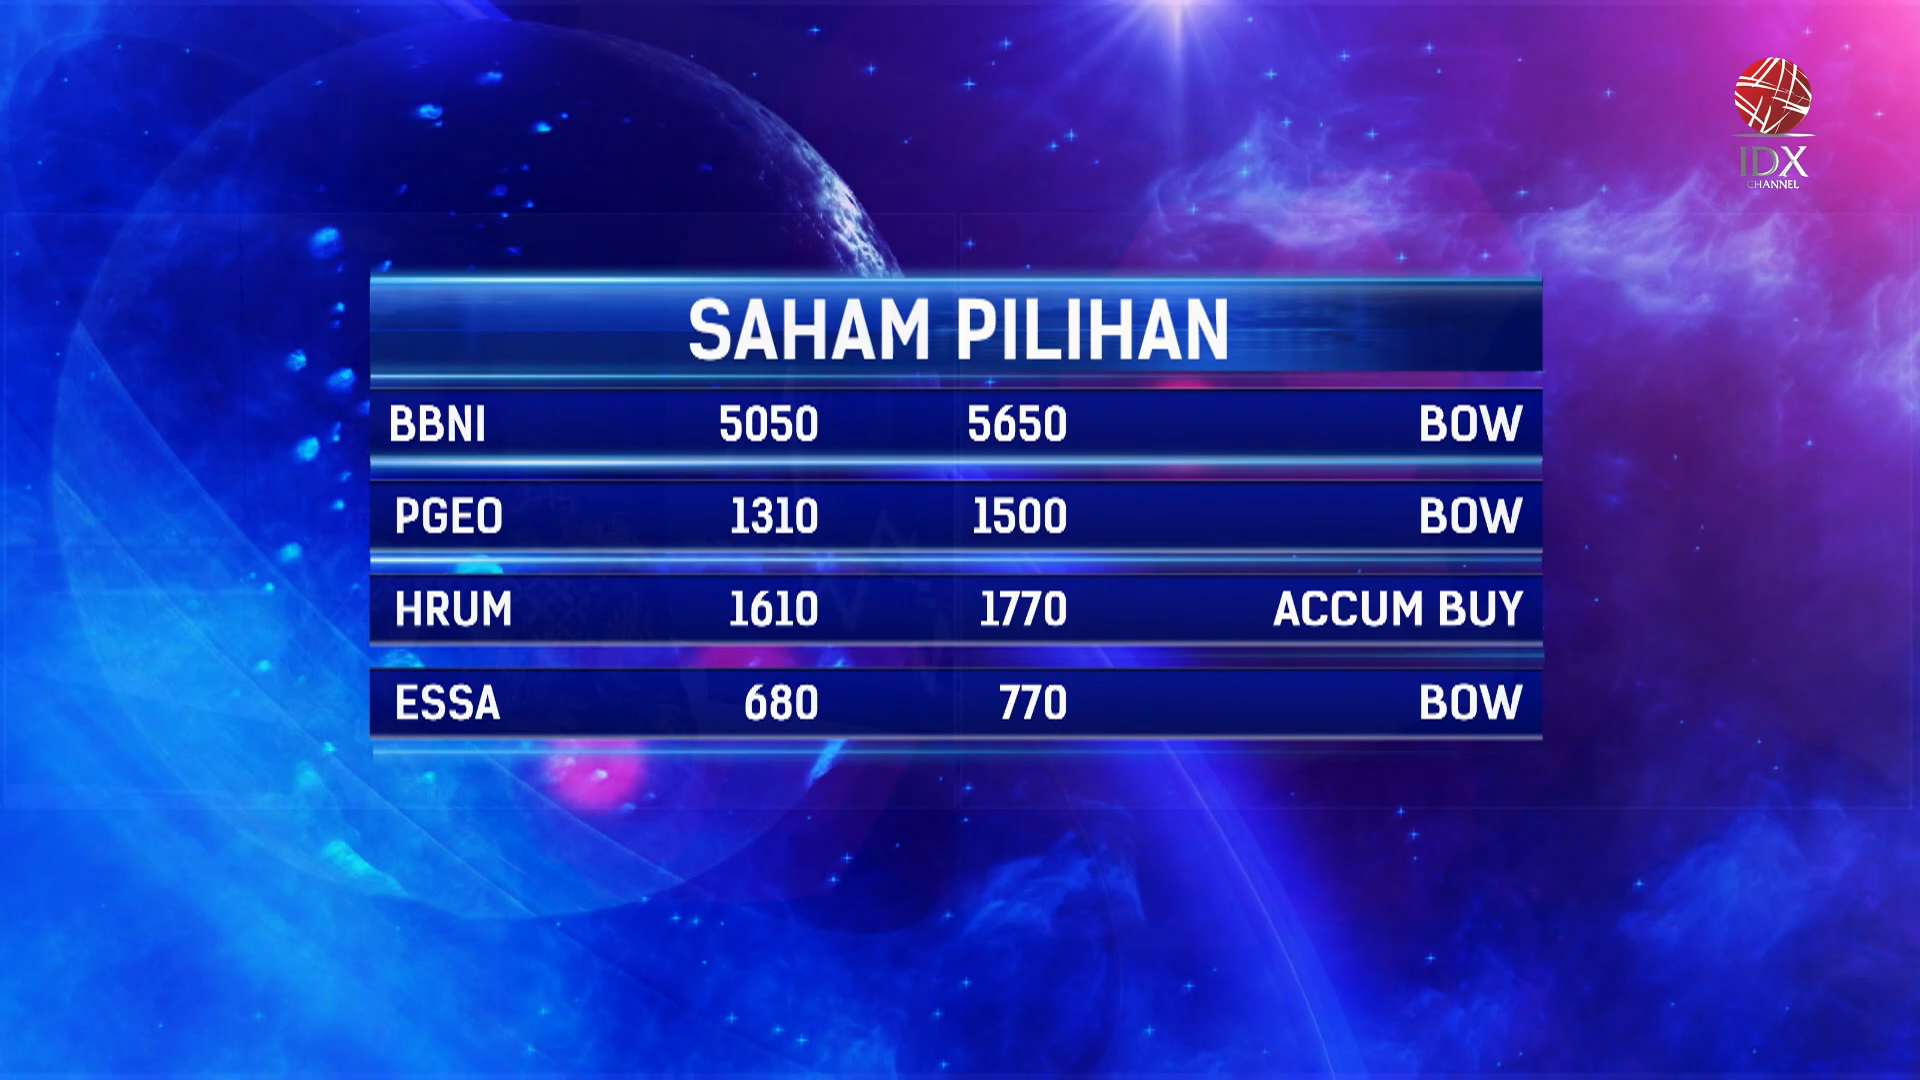 IDX
CHANNEL
SAHAM PILIHAN
BBNI 5050 5650 BOW
PGEO 1310 1500 BOW
HRUM 1610 1770 ACCUM BUY
ESSA 680 770 BOW